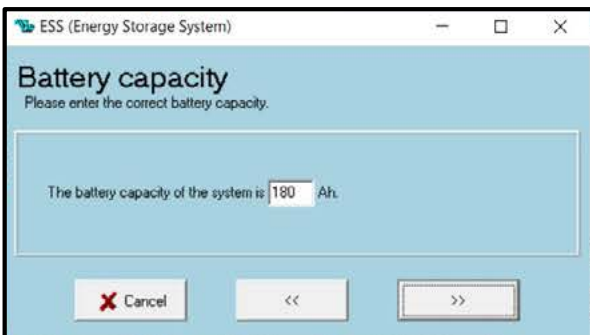 ESS (Energy Storage System)
Battery capacity
Please enter the correct battery capacity.
The battery capacity of the system is 180 Ah.
Cancel << >>